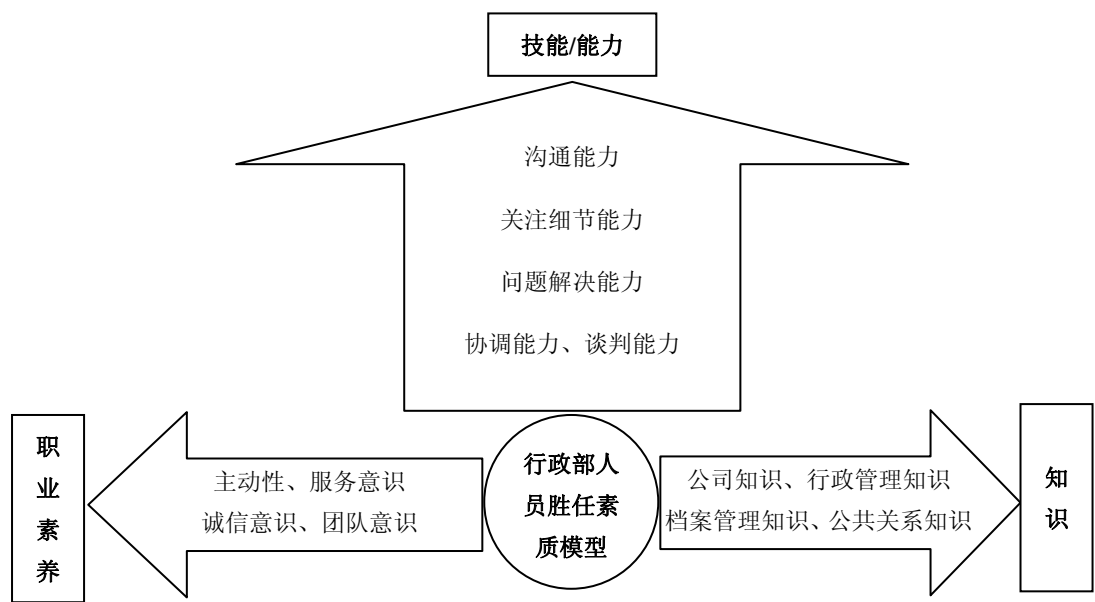 技能/能力
沟通能力
关注细节能力
问题解决能力
协调能力、谈判能力
职业素养
主动性、服务意识
诚信意识、团队意识
行政部人
员胜任素
质模型
公司知识、行政管理知识
档案管理知识、公共关系知识
知识